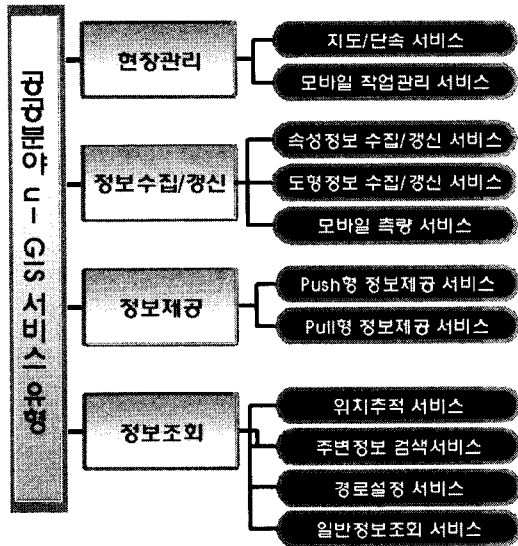 공공분야 u-GIS 서비스 유형
현장관리
지도/단속 서비스
모바일 작업관리 서비스
정보수집/갱신
속성정보 수집/갱신 서비스
도형정보 수집/갱신 서비스
모바일 측량 서비스
정보제공
Push형 정보제공 서비스
Pull형 정보제공 서비스
정보조회
위치추적 서비스
주변정보 검색서비스
경로설정 서비스
일반정보조회 서비스